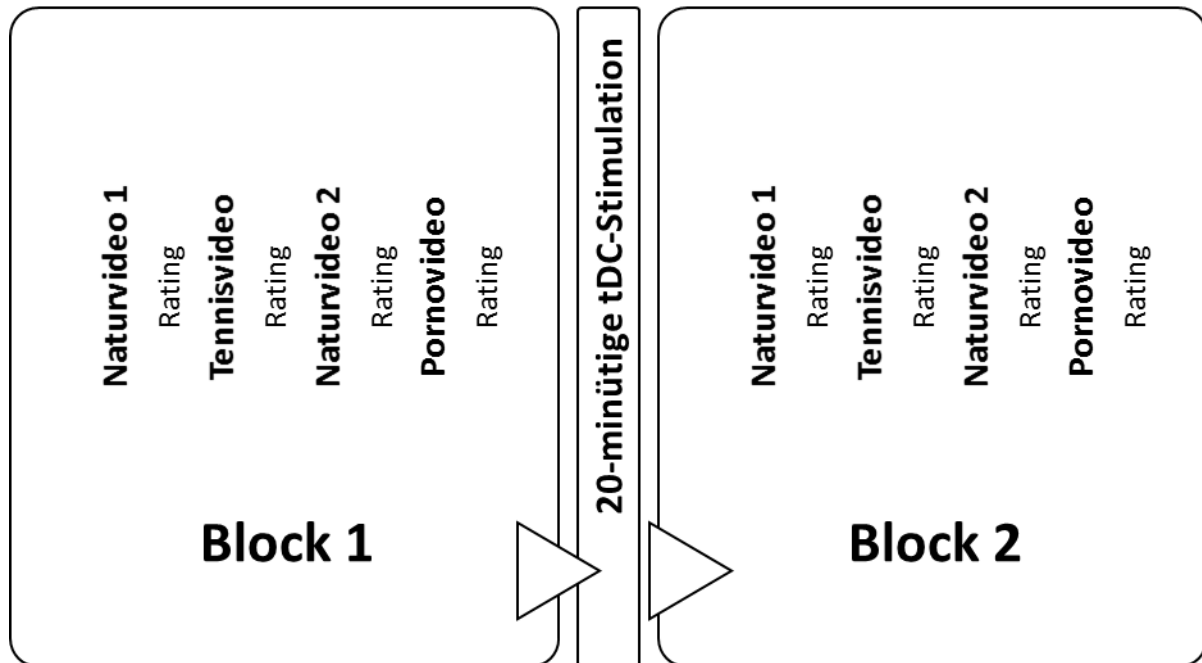 Naturvideo 1
Rating
Tennisvideo
Rating
Naturvideo 2
Rating
Pornovideo
Rating
Block 1
20-minütige tDC-Stimulation
Naturvideo 1
Rating
Tennisvideo
Rating
Naturvideo 2
Rating
Pornovideo
Rating
Block 2